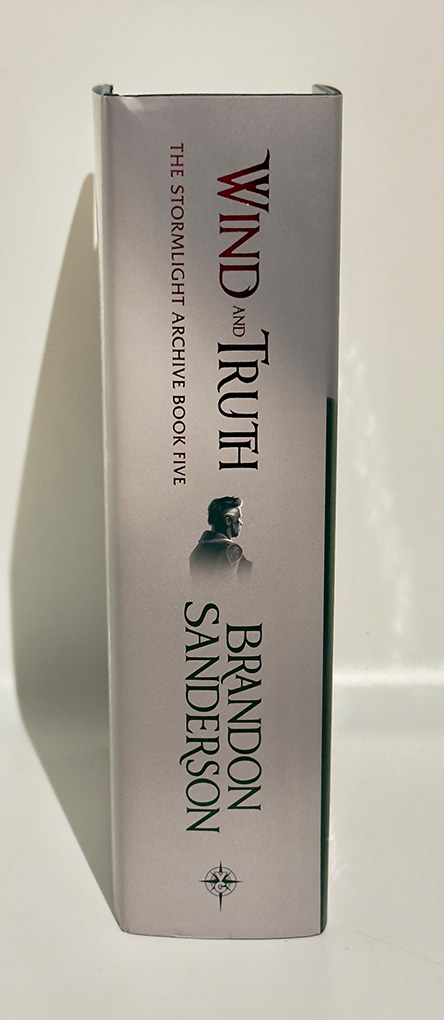 WIND AND TRUTH
THE STORMLIGHT ARCHIVE BOOK FIVE
BRANDON
SANDERSON